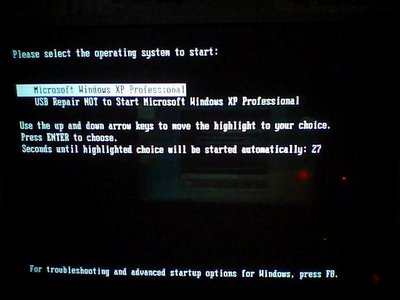 Please select the operating system to start:
Microsoft Windows XP Professional
USB Repair NOT to Start Microsoft Windows XP Professional
Use the up and down arrow keys to move the highlight to your choice.
Press ENTER to choose.
Seconds until highlighted choice will be started automatically: 27
For troubleshooting and advanced startup options for Windows, press F8.